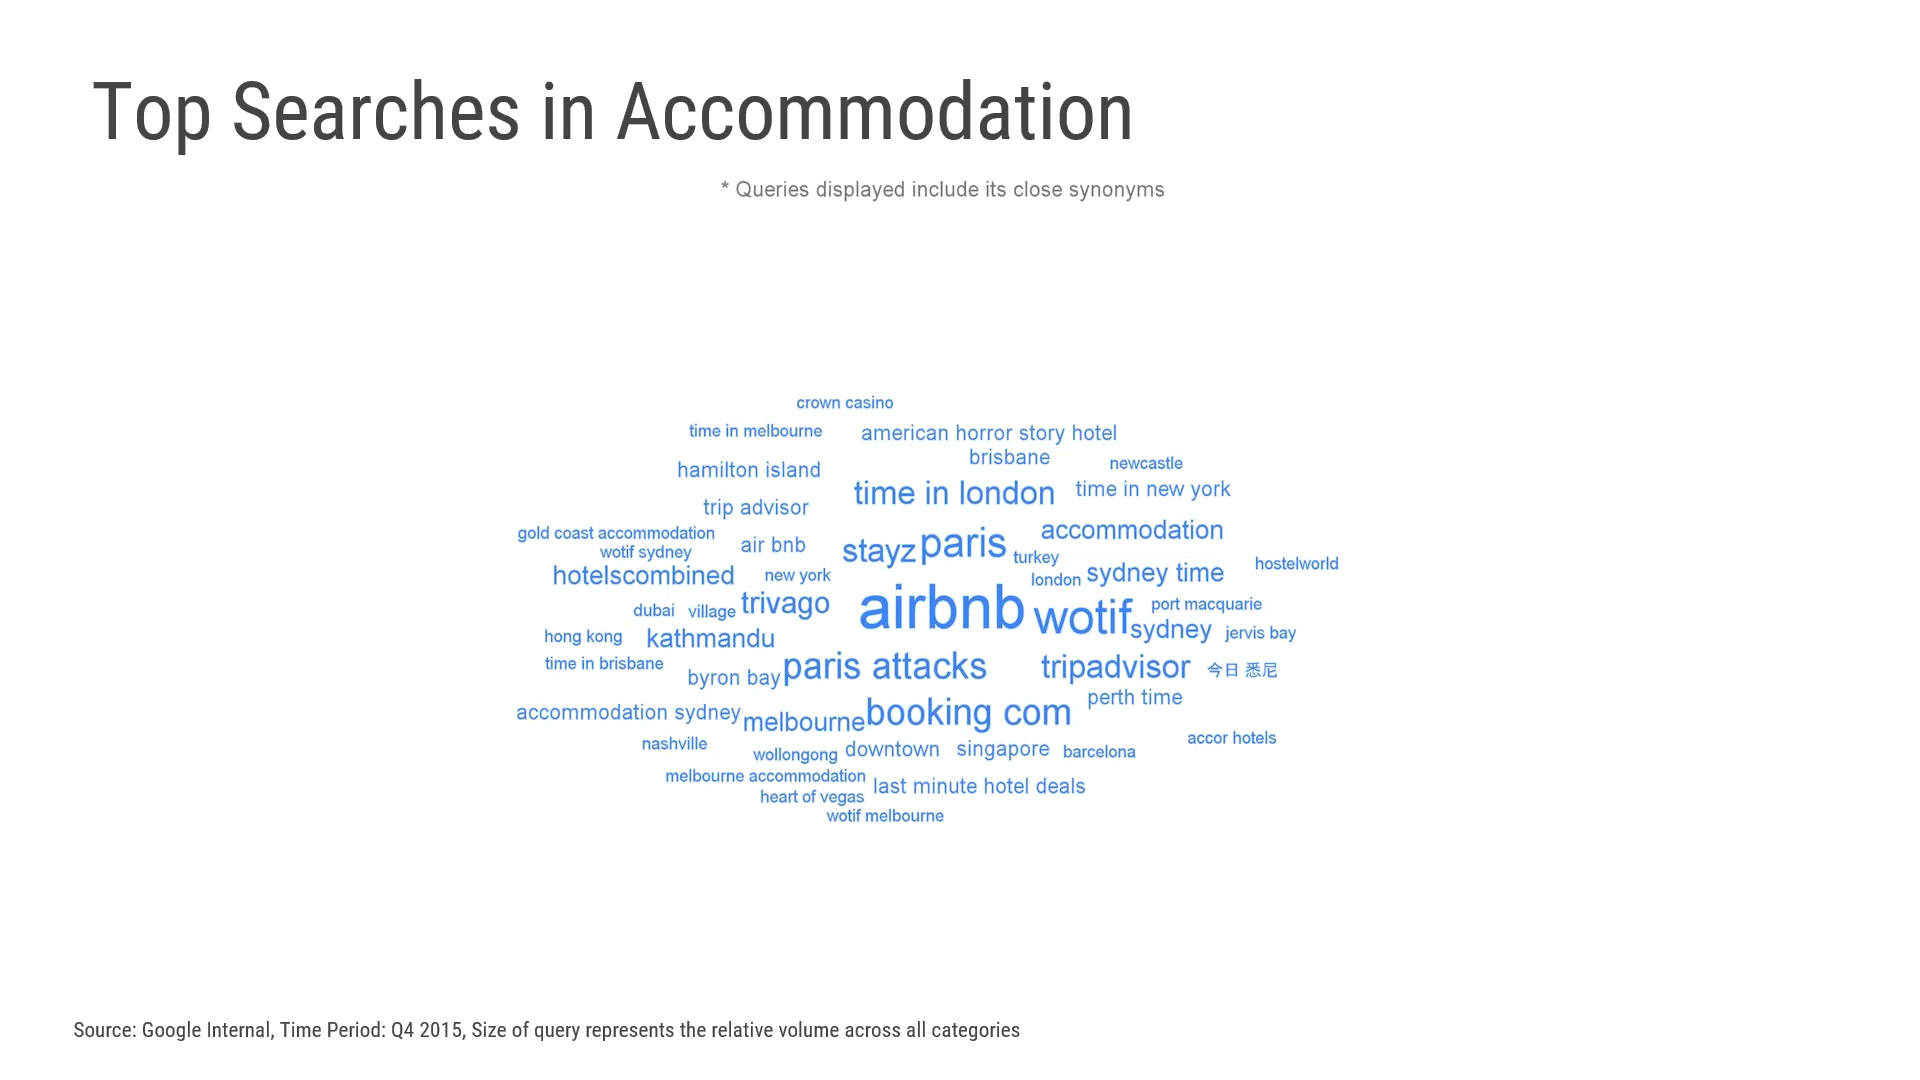 Top Searches in Accommodation
* Queries displayed include its close synonyms
crown casino
time in melbourne
american horror story hotel
brisbane
newcastle
hamilton island
time in london
time in new york
trip advisor
gold coast accommodation
accommodation
wotif sydney
air bnb
stayz
paris
turkey
hostelworld
hotelscombined
new york
london
sydney time
dubai
village
trivago
airbnb
wotif
port macquarie
sydney
jervis bay
hong kong
kathmandu
time in brisbane
byron bay
paris attacks
tripadvisor
今日 悉尼
perth time
accommodation sydney
melbourne
booking com
nashville
wollongong
downtown
singapore
barcelona
accor hotels
melbourne accommodation
last minute hotel deals
heart of vegas
wotif melbourne
Source: Google Internal, Time Period: Q4 2015, Size of query represents the relative volume across all categories